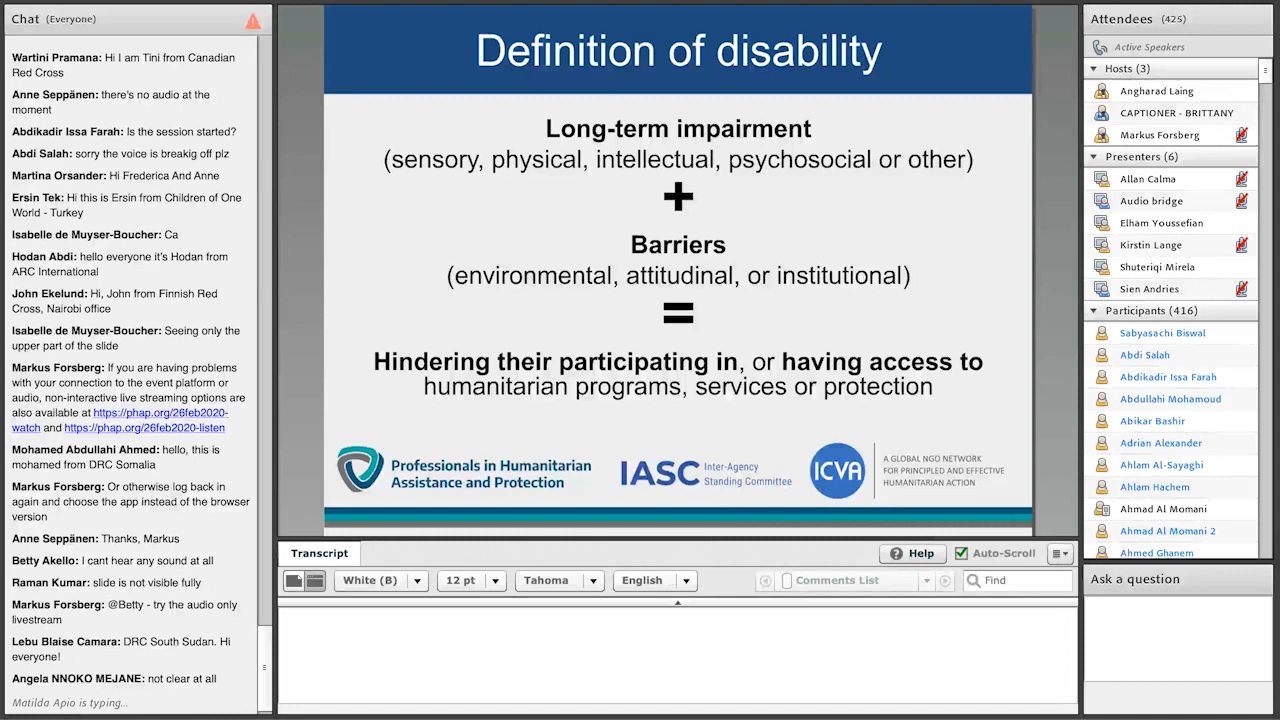 Chat (Everyone)
Wartini Pramana: Hi I am Tini from Canadian
Red Cross
Anne Seppänen: there's no audio at the
moment
Abdikadir Issa Farah: Is the session started?
Abdi Salah: sorry the voice is breakig off plz
Martina Orsander: Hi Frederica And Anne
Ersin Tek: Hi this is Ersin from Children of One
World - Turkey
Isabelle de Muyser-Boucher: Ca
Hodan Abdi: hello everyone it's Hodan from
ARC International
John Ekelund: Hi, John from Finnish Red
Cross, Nairobi office
Isabelle de Muyser-Boucher: Seeing only the
upper part of the slide
Markus Forsberg: If you are having problems
with your connection to the event platform or
audio, non-interactive live streaming options are
also available at https://phap.org/26feb2020-
watch and https://phap.org/26feb2020-listen
Mohamed Abdullahi Ahmed: hello, this is
mohamed from DRC Somalia
Markus Forsberg: Or otherwise log back in
again and choose the app instead of the browser
version
Anne Seppänen: Thanks, Markus
Betty Akello: I cant hear any sound at all
Raman Kumar: slide is not visible fully
Markus Forsberg: @Betty - try the audio only
livestream
Lebu Blaise Camara: DRC South Sudan. Hi
everyone!
Angela NNOKO MEJANE: not clear at all
Matilda Apio is typing...
Definition of disability
Long-term impairment
(sensory, physical, intellectual, psychosocial or other)
+
Barriers
(environmental, attitudinal, or institutional)
=
Hindering their participating in, or having access to
humanitarian programs, services or protection
Professionals in Humanitarian
Assistance and Protection
IASC Inter-Agency
Standing Committee
ICVA
A GLOBAL NGO NETWORK
FOR PRINCIPLED AND EFFECTIVE
HUMANITARIAN ACTION
Transcript
Help
Auto-Scroll
White (B)
12 pt
Tahoma
English
Comments List
Find
Attendees (425)
Active Speakers
Hosts (3)
Angharad Laing
CAPTIONER - BRITTANY
Markus Forsberg
Presenters (6)
Allan Calma
Audio bridge
Elham Youssefian
Kirstin Lange
Shuteriqi Mirela
Sien Andries
Participants (416)
Sabyasachi Biswal
Abdi Salah
Abdikadir Issa Farah
Abdullahi Mohamoud
Abikar Bashir
Adrian Alexander
Ahlam Al-Sayaghi
Ahlam Hachem
Ahmad Al Momani
Ahmad Al Momani 2
Ahmed Ghanem
Ask a question